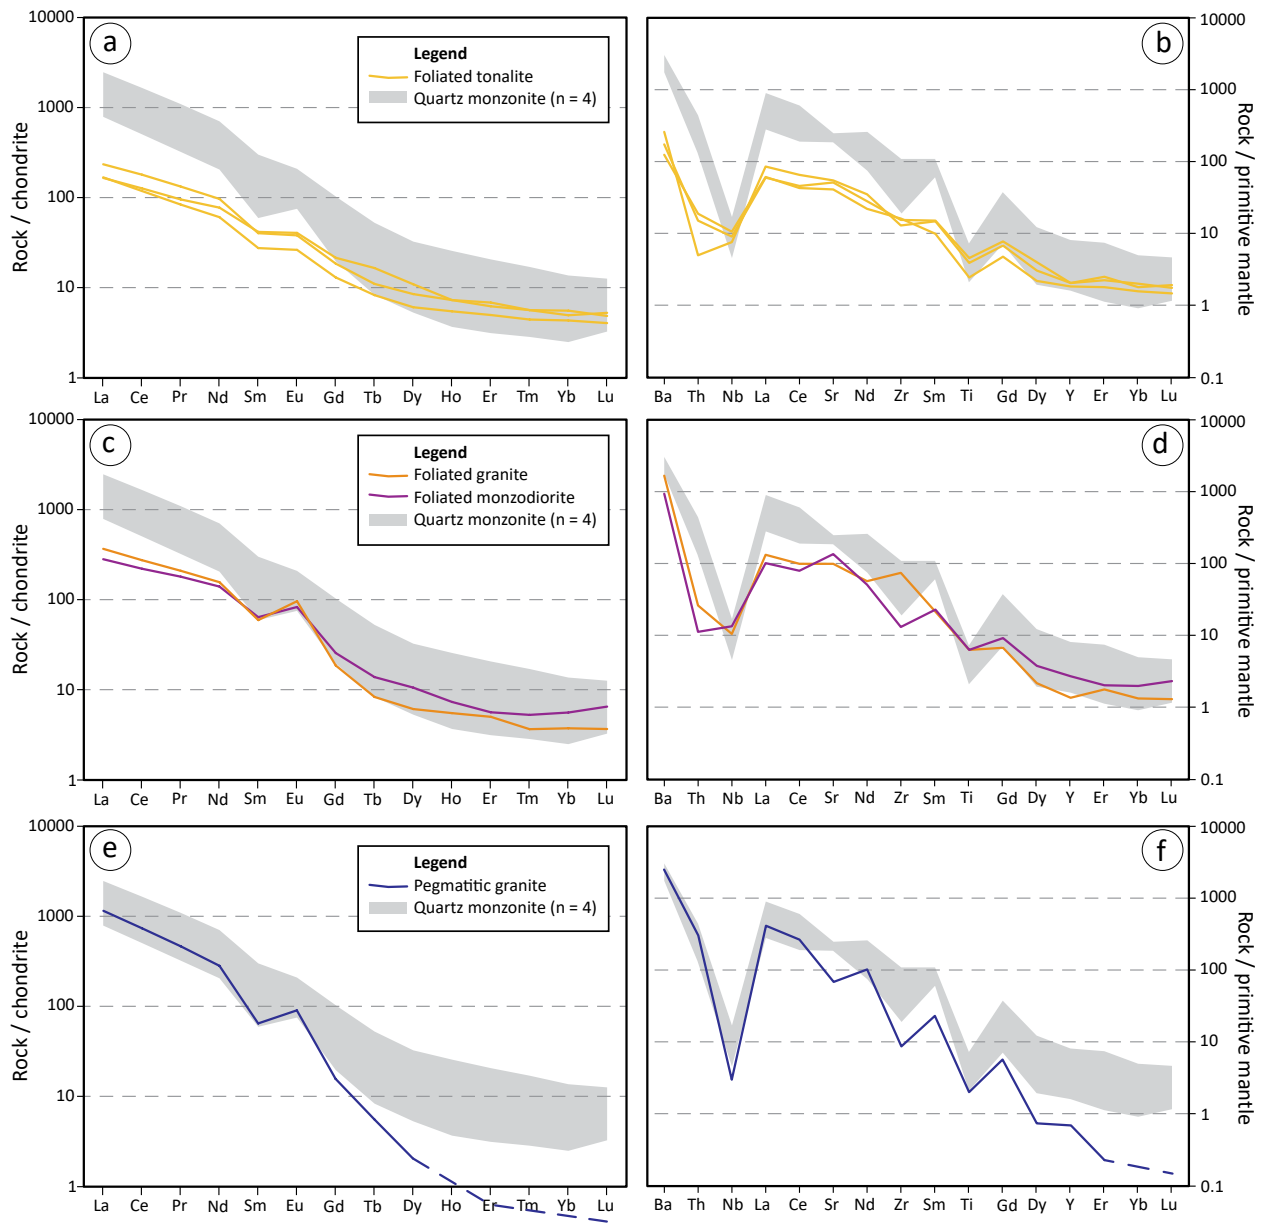 a
Legend
Foliated tonalite
Quartz monzonite (n = 4)
Rock / chondrite
10000
1000
100
10
1
La Ce Pr Nd Sm Eu Gd Tb Dy Ho Er Tm Yb Lu
b
10000
1000
100
10
1
0.1
Rock / primitive mantle
Ba Th Nb La Ce Sr Nd Zr Sm Ti Gd Dy Y Er Yb Lu
c
Legend
Foliated granite
Foliated monzodiorite
Quartz monzonite (n = 4)
Rock / chondrite
10000
1000
100
10
1
La Ce Pr Nd Sm Eu Gd Tb Dy Ho Er Tm Yb Lu
d
10000
1000
100
10
1
0.1
Rock / primitive mantle
Ba Th Nb La Ce Sr Nd Zr Sm Ti Gd Dy Y Er Yb Lu
e
Legend
Pegmatitic granite
Quartz monzonite (n = 4)
Rock / chondrite
10000
1000
100
10
1
La Ce Pr Nd Sm Eu Gd Tb Dy Ho Er Tm Yb Lu
f
10000
1000
100
10
1
0.1
Rock / primitive mantle
Ba Th Nb La Ce Sr Nd Zr Sm Ti Gd Dy Y Er Yb Lu